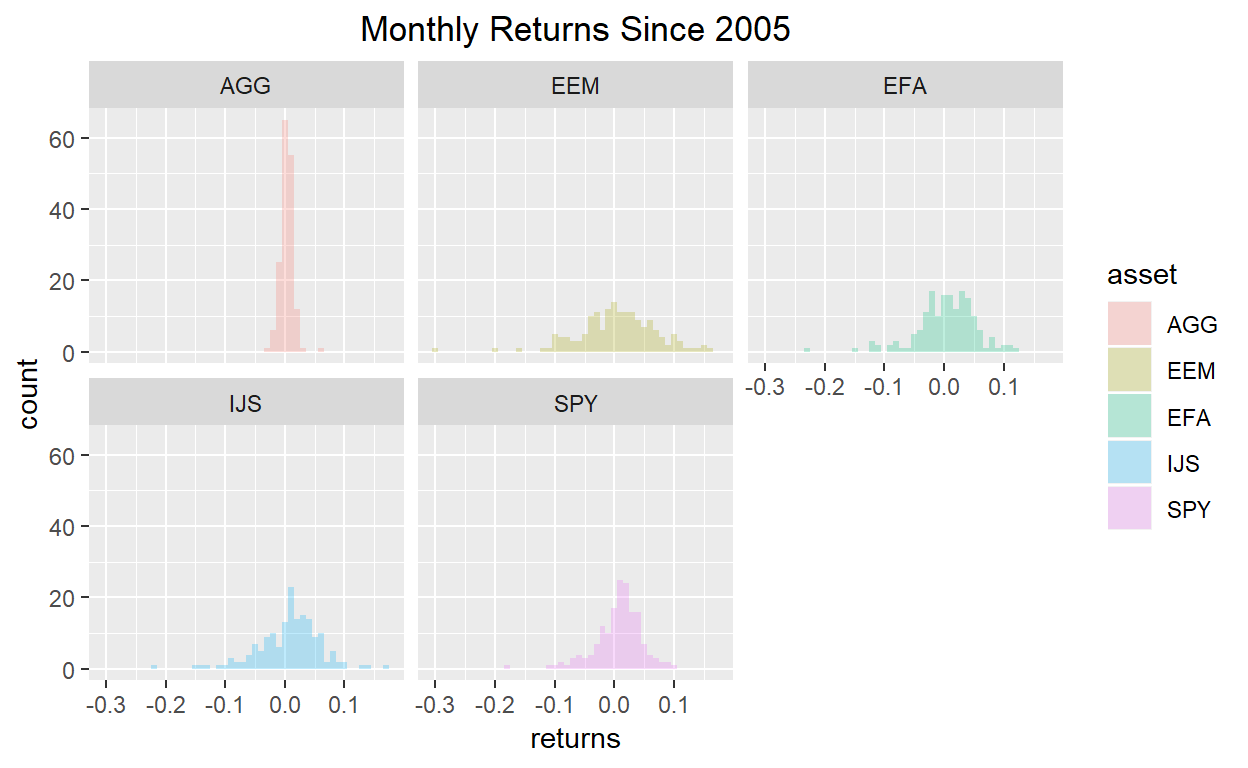 Monthly Returns Since 2005
AGG
EEM
EFA
60
40
20
0
-0.3 -0.2 -0.1 0.0 0.1
IJS
SPY
60
40
20
0
-0.3 -0.2 -0.1 0.0 0.1
-0.3 -0.2 -0.1 0.0 0.1
count
returns
asset
AGG
EEM
EFA
IJS
SPY